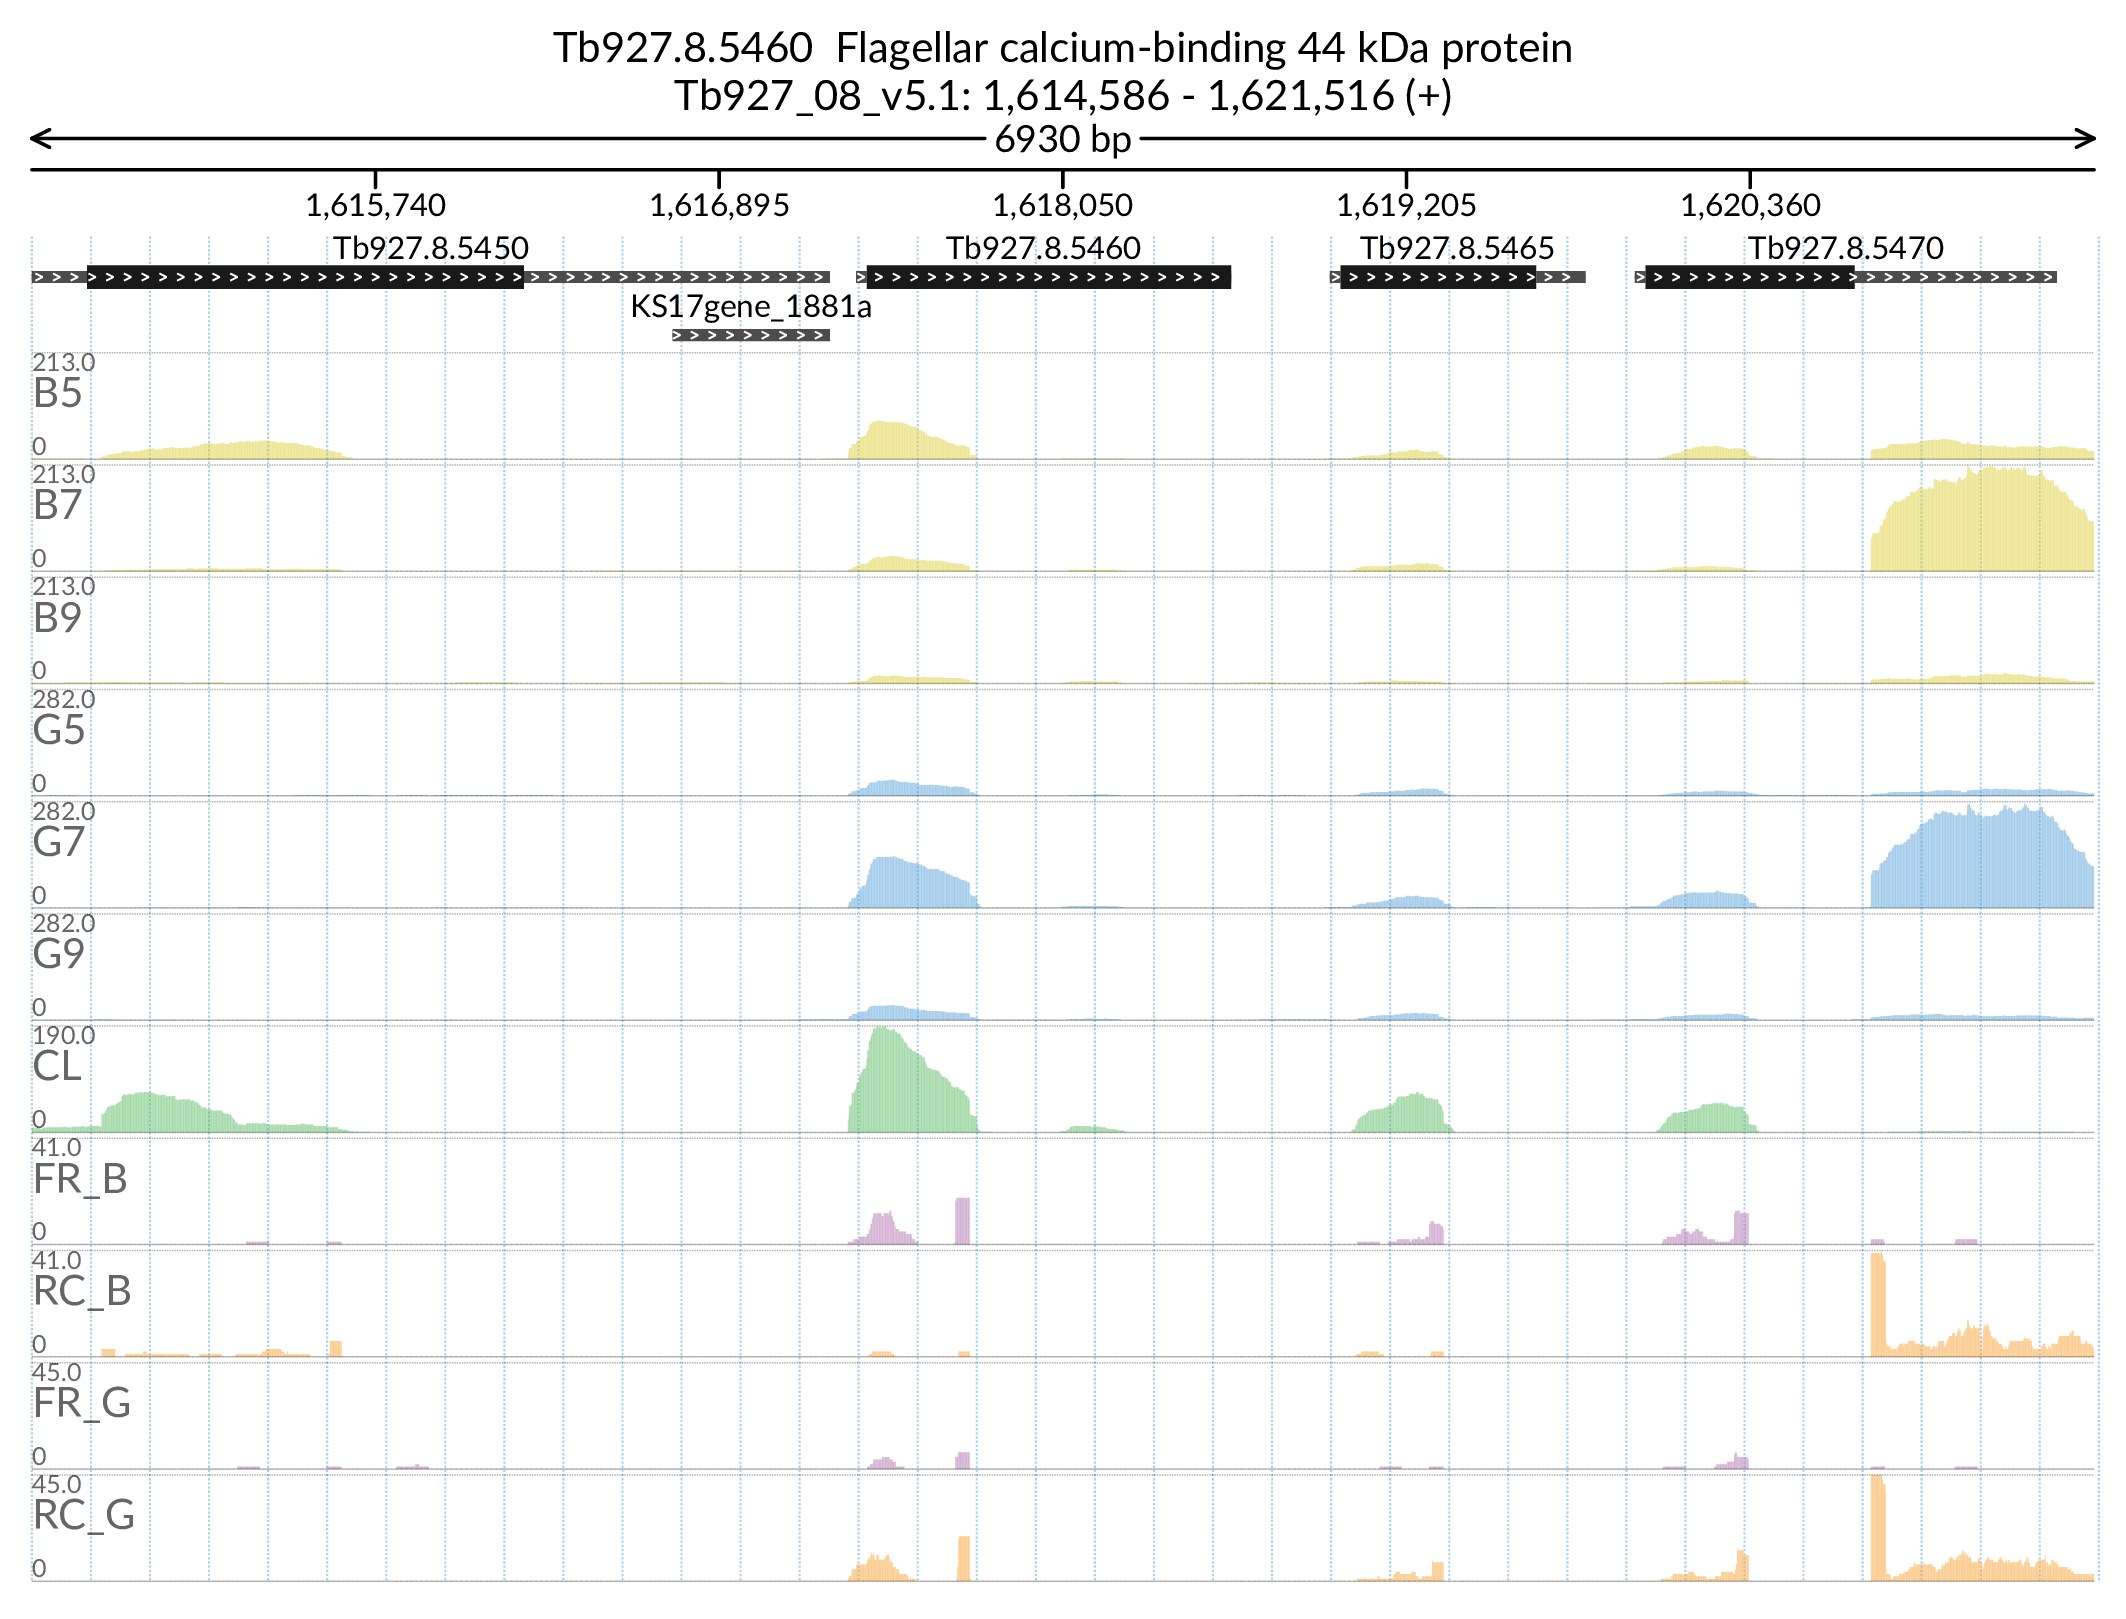 Tb927.8.5460  Flagellar calcium-binding 44 kDa protein
Tb927_08_v5.1: 1,614,586 - 1,621,516 (+)
6930 bp
1,615,740 1,616,895 1,618,050 1,619,205 1,620,360
Tb927.8.5450 Tb927.8.5460 Tb927.8.5465 Tb927.8.5470
KS17gene_1881a
213.0
B5
0
213.0
B7
0
213.0
B9
0
282.0
G5
0
282.0
G7
0
282.0
G9
0
190.0
CL
0
41.0
FR_B
0
41.0
RC_B
0
45.0
FR_G
0
45.0
RC_G
0